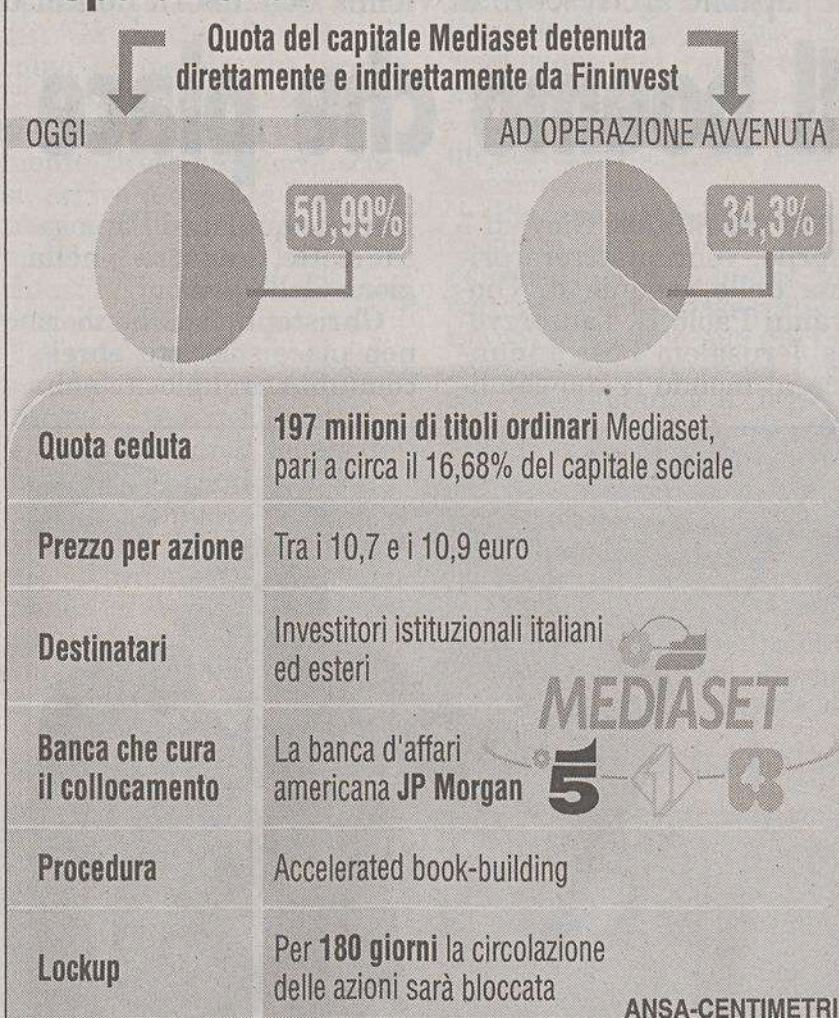 Quota del capitale Mediaset detenuta
direttamente e indirettamente da Fininvest
OGGI
AD OPERAZIONE AVVENUTA
50,99%
34,3%
Quota ceduta
197 milioni di titoli ordinari Mediaset,
pari a circa il 16,68% del capitale sociale
Prezzo per azione
Tra i 10,7 e i 10,9 euro
Destinatari
Investitori istituzionali italiani
ed esteri
MEDIASET
Banca che cura
il collocamento
La banca d'affari
americana JP Morgan
5
1
4
Procedura
Accelerated book-building
Lockup
Per 180 giorni la circolazione
delle azioni sarà bloccata
ANSA-CENTIMETRI